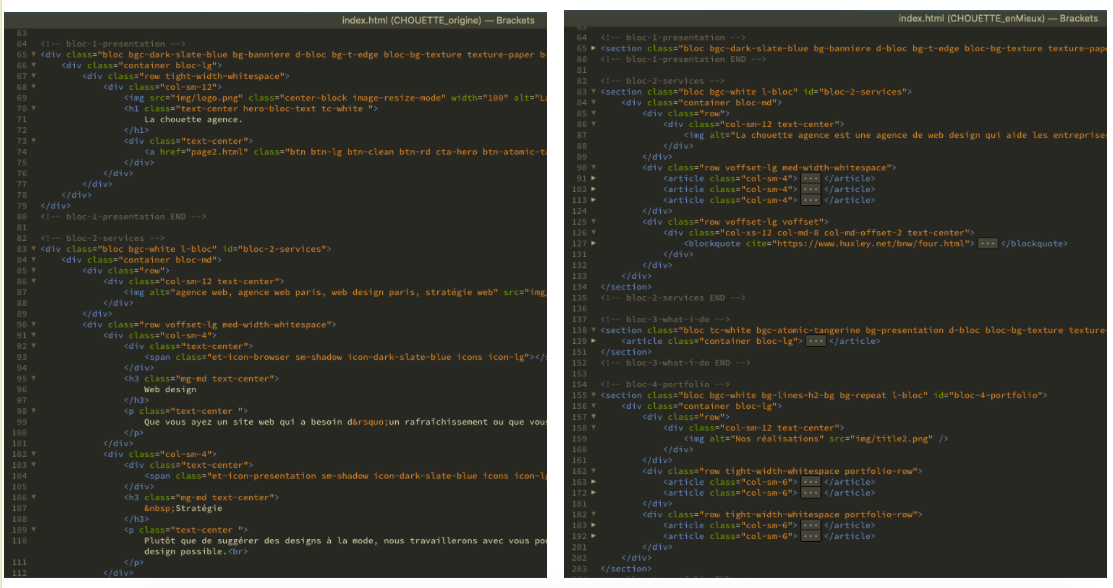 index.html (CHOUETTE_origine) — Brackets
63
64 <!-- bloc-1-presentation -->
65 <div class="bloc bgc-dark-slate-blue bg-banniere d-bloc bg-t-edge bloc-bg-texture texture-paper b
66 <div class="container bloc-lg">
67 <div class="row tight-width-whitespace">
68 <div class="col-sm-12">
69 <img src="img/logo.png" class="center-block image-resize-mode" width="100" alt="La
70 <h1 class="text-center hero-bloc-text tc-white ">
71 La chouette agence.
72 </h1>
73 <div class="text-center">
74 <a href="page2.html" class="btn btn-lg btn-clean btn-rd cta-hero btn-atomic-ta
75 </div>
76 </div>
77 </div>
78 </div>
79 </div>
80 <!-- bloc-1-presentation END -->
81
82 <!-- bloc-2-services -->
83 <div class="bloc bgc-white l-bloc" id="bloc-2-services">
84 <div class="container bloc-md">
85 <div class="row">
86 <div class="col-sm-12 text-center">
87 <img alt="agence web, agence web paris, web design paris, stratégie web" src="img/
88 </div>
89 </div>
90 <div class="row voffset-lg med-width-whitespace">
91 <div class="col-sm-4">
92 <div class="text-center">
93 <span class="et-icon-browser sm-shadow icon-dark-slate-blue icons icon-lg"></s
94 </div>
95 <h3 class="mg-md text-center">
96 Web design
97 </h3>
98 <p class="text-center ">
99 Que vous ayez un site web qui a besoin d&rsquo;un rafraîchissement ou que vous
100 </p>
101 </div>
102 <div class="col-sm-4">
103 <div class="text-center">
104 <span class="et-icon-presentation sm-shadow icon-dark-slate-blue icons icon-lg
105 </div>
106 <h3 class="mg-md text-center">
107 &nbsp;Stratégie
108 </h3>
109 <p class="text-center ">
110 Plutôt que de suggérer des designs à la mode, nous travaillerons avec vous pou
design possible.<br>
111 </p>
112 </div>
index.html (CHOUETTE_enMieux) — Brackets
63
64 <!-- bloc-1-presentation -->
65 <section class="bloc bgc-dark-slate-blue bg-banniere d-bloc bg-t-edge bloc-bg-texture texture-pape
80 <!-- bloc-1-presentation END -->
81
82 <!-- bloc-2-services -->
83 <section class="bloc bgc-white l-bloc" id="bloc-2-services">
84 <div class="container bloc-md">
85 <div class="row">
86 <div class="col-sm-12 text-center">
87 <img alt="La chouette agence est une agence de web design qui aide les entreprises
88 </div>
89 </div>
90 <div class="row voffset-lg med-width-whitespace">
91 <article class="col-sm-4"> ... </article>
102 <article class="col-sm-4"> ... </article>
113 <article class="col-sm-4"> ... </article>
124 </div>
125 <div class="row voffset-lg voffset">
126 <div class="col-xs-12 col-md-8 col-md-offset-2 text-center">
127 <blockquote cite="https://www.huxley.net/bnw/four.html"> ... </blockquote>
131 </div>
132 </div>
133 </div>
134 </section>
135 <!-- bloc-2-services END -->
136
137 <!-- bloc-3-what-i-do -->
138 <section class="bloc tc-white bgc-atomic-tangerine bg-presentation d-bloc bloc-bg-texture texture-
139 <article class="container bloc-lg"> ... </article>
151 </section>
152 <!-- bloc-3-what-i-do END -->
153
154 <!-- bloc-4-portfolio -->
155 <section class="bloc bgc-white bg-lines-h2-bg bg-repeat l-bloc" id="bloc-4-portfolio">
156 <div class="container bloc-lg">
157 <div class="row">
158 <div class="col-sm-12 text-center">
159 <img alt="Nos réalisations" src="img/title2.png" />
160 </div>
161 </div>
162 <div class="row tight-width-whitespace portfolio-row">
163 <article class="col-sm-6"> ... </article>
172 <article class="col-sm-6"> ... </article>
181 </div>
182 <div class="row tight-width-whitespace portfolio-row">
183 <article class="col-sm-6"> ... </article>
192 <article class="col-sm-6"> ... </article>
201 </div>
202 </div>
203 </section>